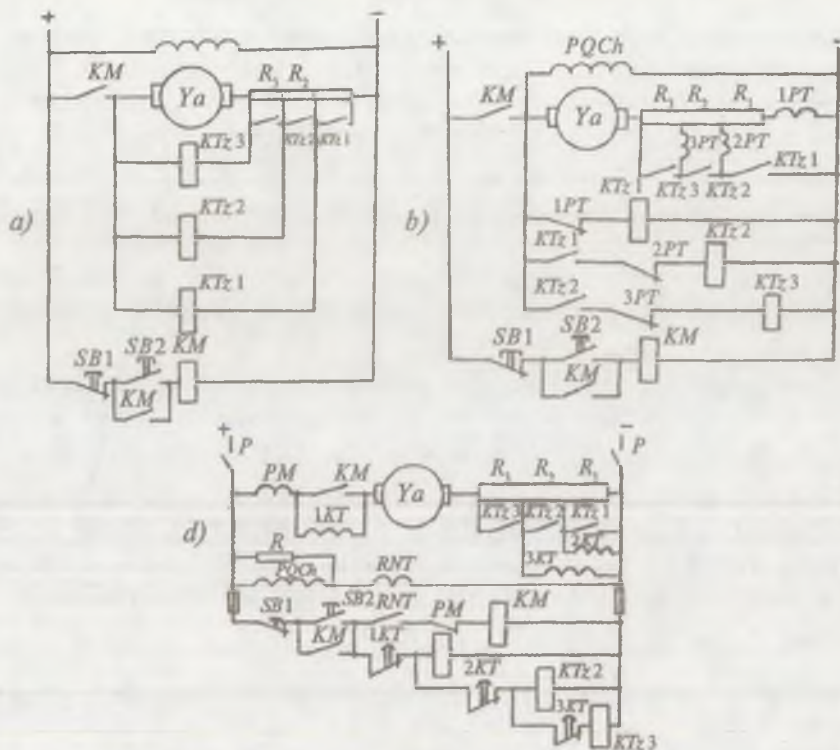 + −
KM Ya R₃ R₂
KTz2 KTz1
KTz3
a)
KTz2
KTz1
SB1 SB2 KM
KM
+ −
PQCh
KM Ya R₃ R₂ R₁ 1PT
3PT 2PT
KTz3 KTz2 KTz1
b)
KTz1
1PT
KTz2
KTz1 2PT
KTz3
KTz2 3PT
SB1 SB2 KM
KM
+ −
P P
PM KM Ya R₂ R₁
1KT
KTz3 KTz2 KTz1
d)
3KT
R
PQCh RNT
SB1 SB2 RNT PM KM
KM 1KT
2KT KTz2
3KT
KTz3